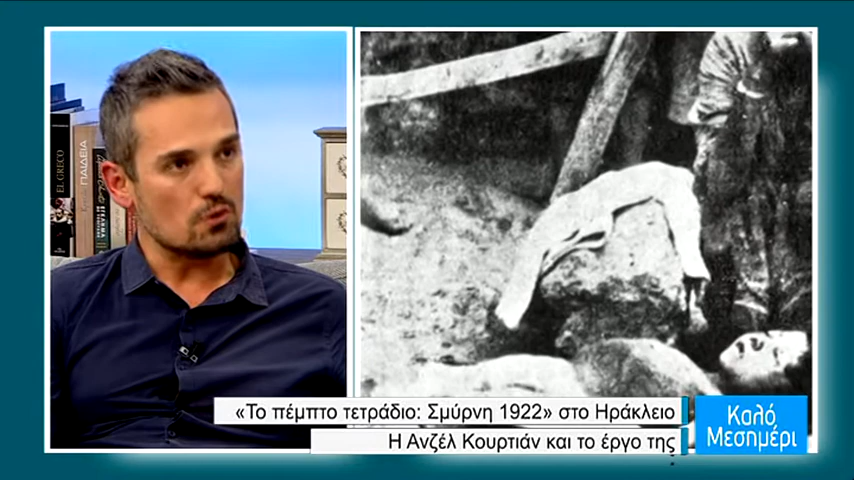 EL GRECO
ΠΑΙΔΕΙΑ
«Το πέμπτο τετράδιο: Σμύρνη 1922» στο Ηράκλειο
Η Ανζέλ Κουρτιάν και το έργο της
Καλό
Μεσημέρι